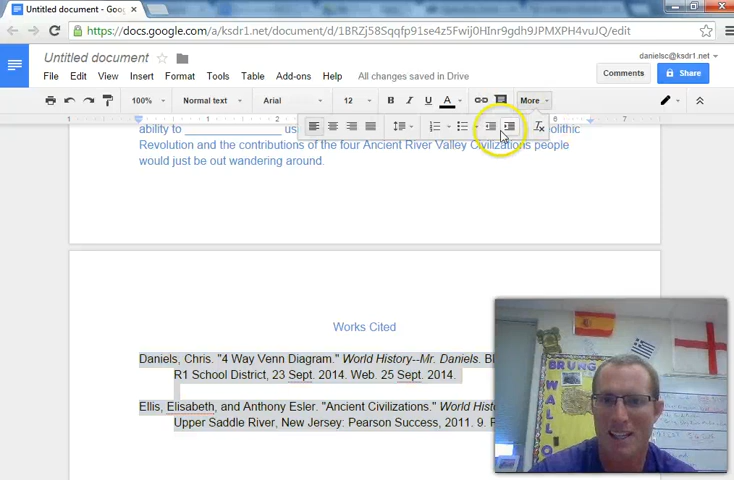 Untitled document - Goo
https://docs.google.com/a/ksdr1.net/document/d/1BRZj58Sqqfp91se4z5Fwij0HInr9gdh9JPMXPH4vuJQ/edit
Untitled document
danielsc@ksdr1.net
File Edit View Insert Format Tools Table Add-ons Help All changes saved in Drive
Comments Share
100% Normal text Arial 12 B I U A More
ability to _______________ us
Revolution and the contributions of the four Ancient River Valley Civilizations people
would just be out wandering around.
Works Cited
Daniels, Chris. "4 Way Venn Diagram." World History--Mr. Daniels.
R1 School District, 23 Sept. 2014. Web. 25 Sept. 2014.
Ellis, Elisabeth, and Anthony Esler. "Ancient Civilizations." World
Upper Saddle River, New Jersey: Pearson Success, 2011. 9.
BRUNG
WALL